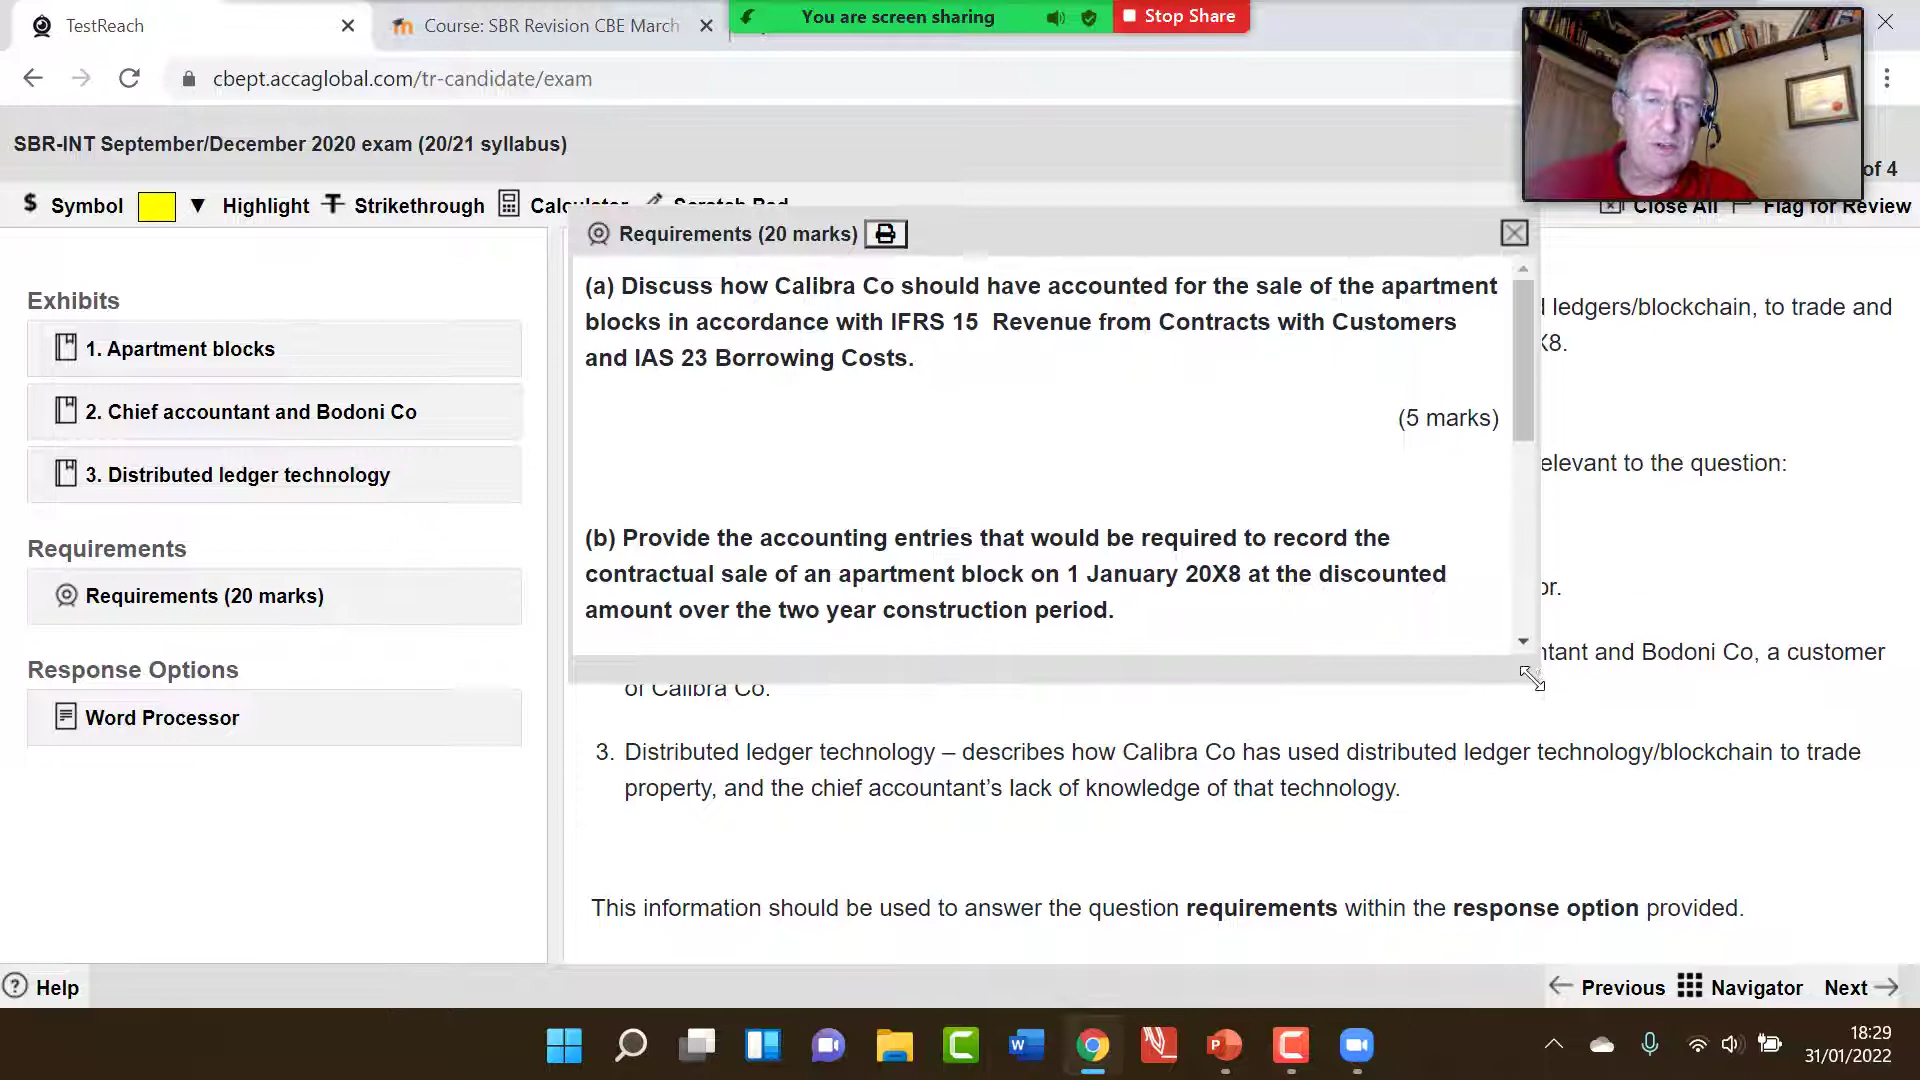 TestReach
Course: SBR Revision CBE March
You are screen sharing
Stop Share
cbept.accaglobal.com/tr-candidate/exam
SBR-INT September/December 2020 exam (20/21 syllabus)
of 4
Symbol
Highlight
Strikethrough
Calculator
Scratch Pad
Close All
Flag for Review
Exhibits
1. Apartment blocks
2. Chief accountant and Bodoni Co
3. Distributed ledger technology
Requirements
Requirements (20 marks)
Response Options
Word Processor
Requirements (20 marks)
(a) Discuss how Calibra Co should have accounted for the sale of the apartment
blocks in accordance with IFRS 15 Revenue from Contracts with Customers
and IAS 23 Borrowing Costs.
(5 marks)
(b) Provide the accounting entries that would be required to record the
contractual sale of an apartment block on 1 January 20X8 at the discounted
amount over the two year construction period.
ledgers/blockchain, to trade and
X8.
elevant to the question:
or.
ntant and Bodoni Co, a customer
of Calibra Co.
3. Distributed ledger technology – describes how Calibra Co has used distributed ledger technology/blockchain to trade
property, and the chief accountant's lack of knowledge of that technology.
This information should be used to answer the question requirements within the response option provided.
Help
Previous
Navigator
Next
18:29
31/01/2022